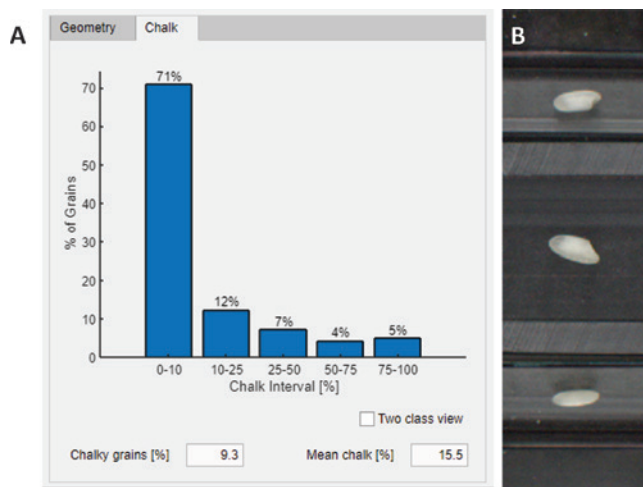 A
Geometry
Chalk
B
% of Grains
70
60
50
40
30
20
10
0
71%
12%
7%
4%
5%
0-10
10-25
25-50
50-75
75-100
Chalk Interval [%]
Two class view
Chalky grains [%]
9.3
Mean chalk [%]
15.5